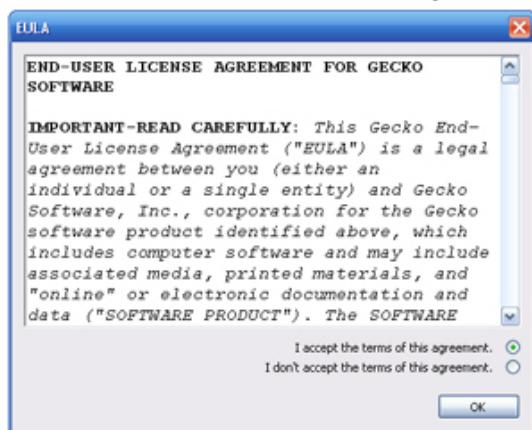 EULA
END-USER LICENSE AGREEMENT FOR GECKO
SOFTWARE
IMPORTANT-READ CAREFULLY: This Gecko End-
User License Agreement ("EULA") is a legal
agreement between you (either an
individual or a single entity) and Gecko
Software, Inc., corporation for the Gecko
software product identified above, which
includes computer software and may include
associated media, printed materials, and
"online" or electronic documentation and
data ("SOFTWARE PRODUCT"). The SOFTWARE
I accept the terms of this agreement.
I don't accept the terms of this agreement.
OK